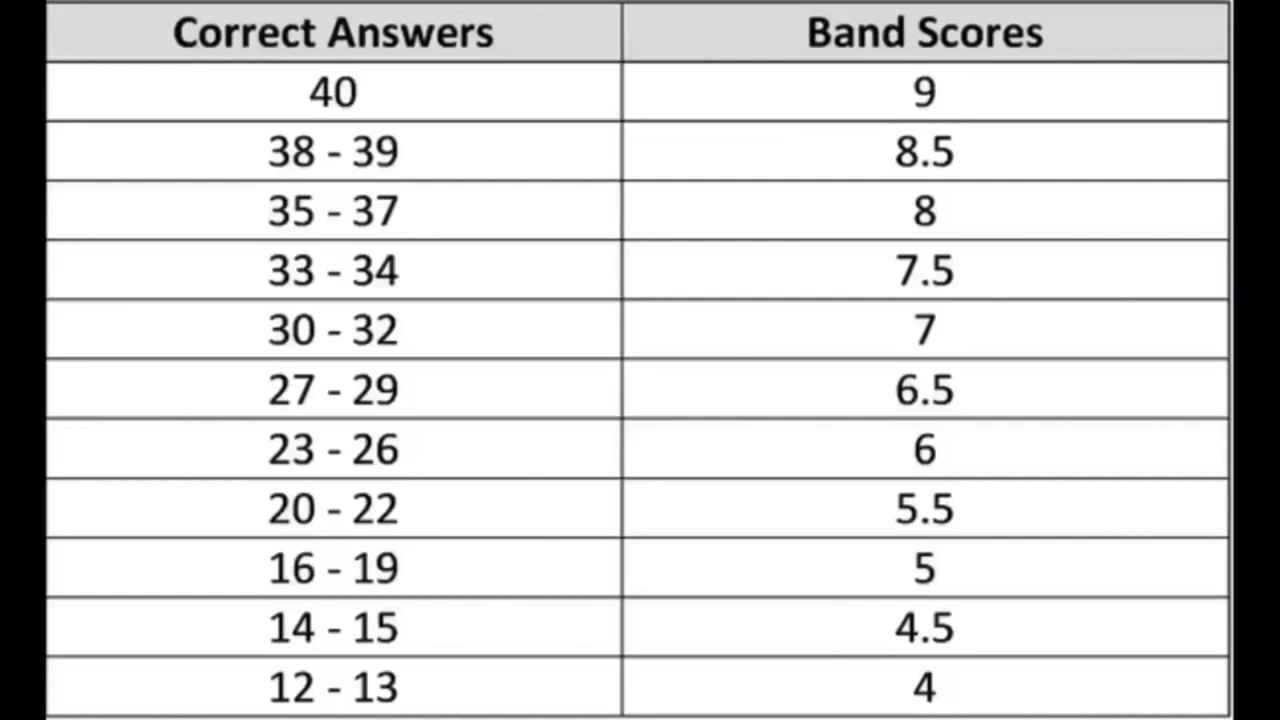 Correct Answers Band Scores
40 9
38 - 39 8.5
35 - 37 8
33 - 34 7.5
30 - 32 7
27 - 29 6.5
23 - 26 6
20 - 22 5.5
16 - 19 5
14 - 15 4.5
12 - 13 4